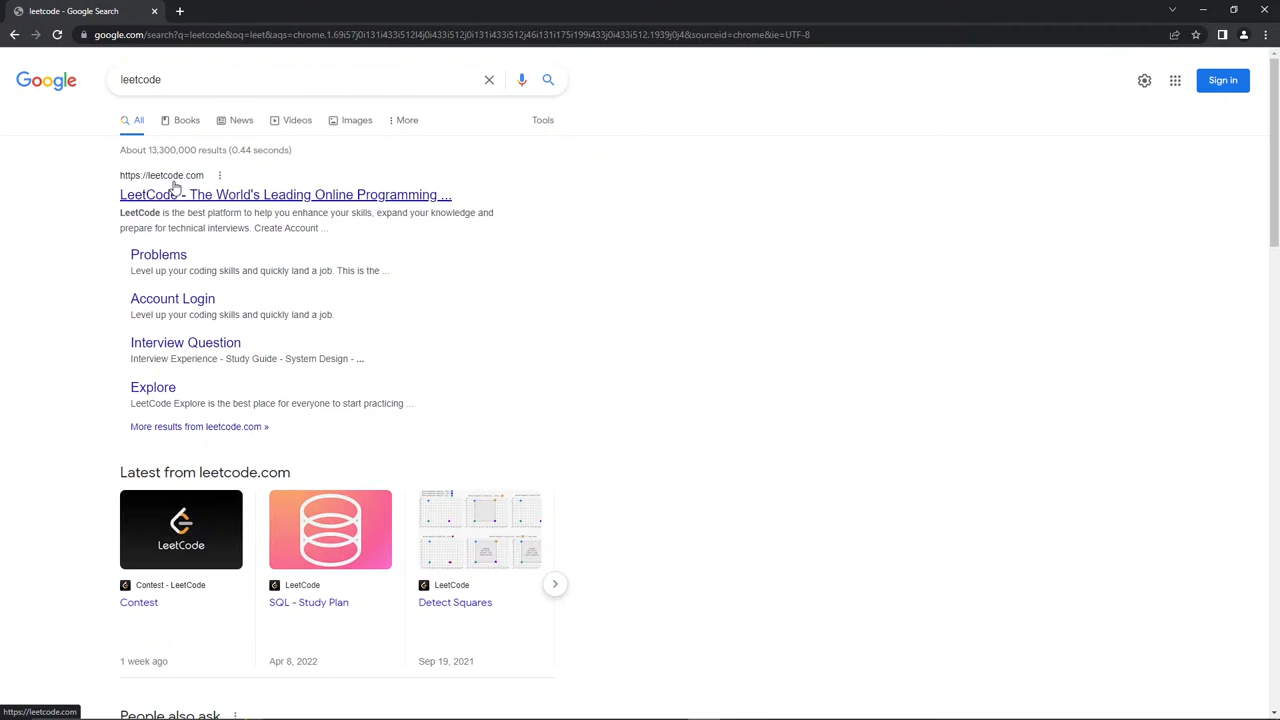 leetcode - Google Search
google.com/search?q=leetcode&oq=leet&aqs=chrome.1.69i57j0i131i433i512l4j0i433i512j46i131i175i199i433j0i433i512.1939j0j4&sourceid=chrome&ie=UTF-8
Google
leetcode
Sign in
All
Books
News
Videos
Images
More
Tools
About 13,300,000 results (0.44 seconds)
https://leetcode.com
LeetCode - The World's Leading Online Programming ...
LeetCode is the best platform to help you enhance your skills, expand your knowledge and
prepare for technical interviews. Create Account ...
Problems
Level up your coding skills and quickly land a job. This is the ...
Account Login
Level up your coding skills and quickly land a job.
Interview Question
Interview Experience - Study Guide - System Design - ...
Explore
LeetCode Explore is the best place for everyone to start practicing ...
More results from leetcode.com »
Latest from leetcode.com
LeetCode
Contest - LeetCode
LeetCode
LeetCode
Contest
SQL - Study Plan
Detect Squares
1 week ago
Apr 8, 2022
Sep 19, 2021
People also ask
https://leetcode.com